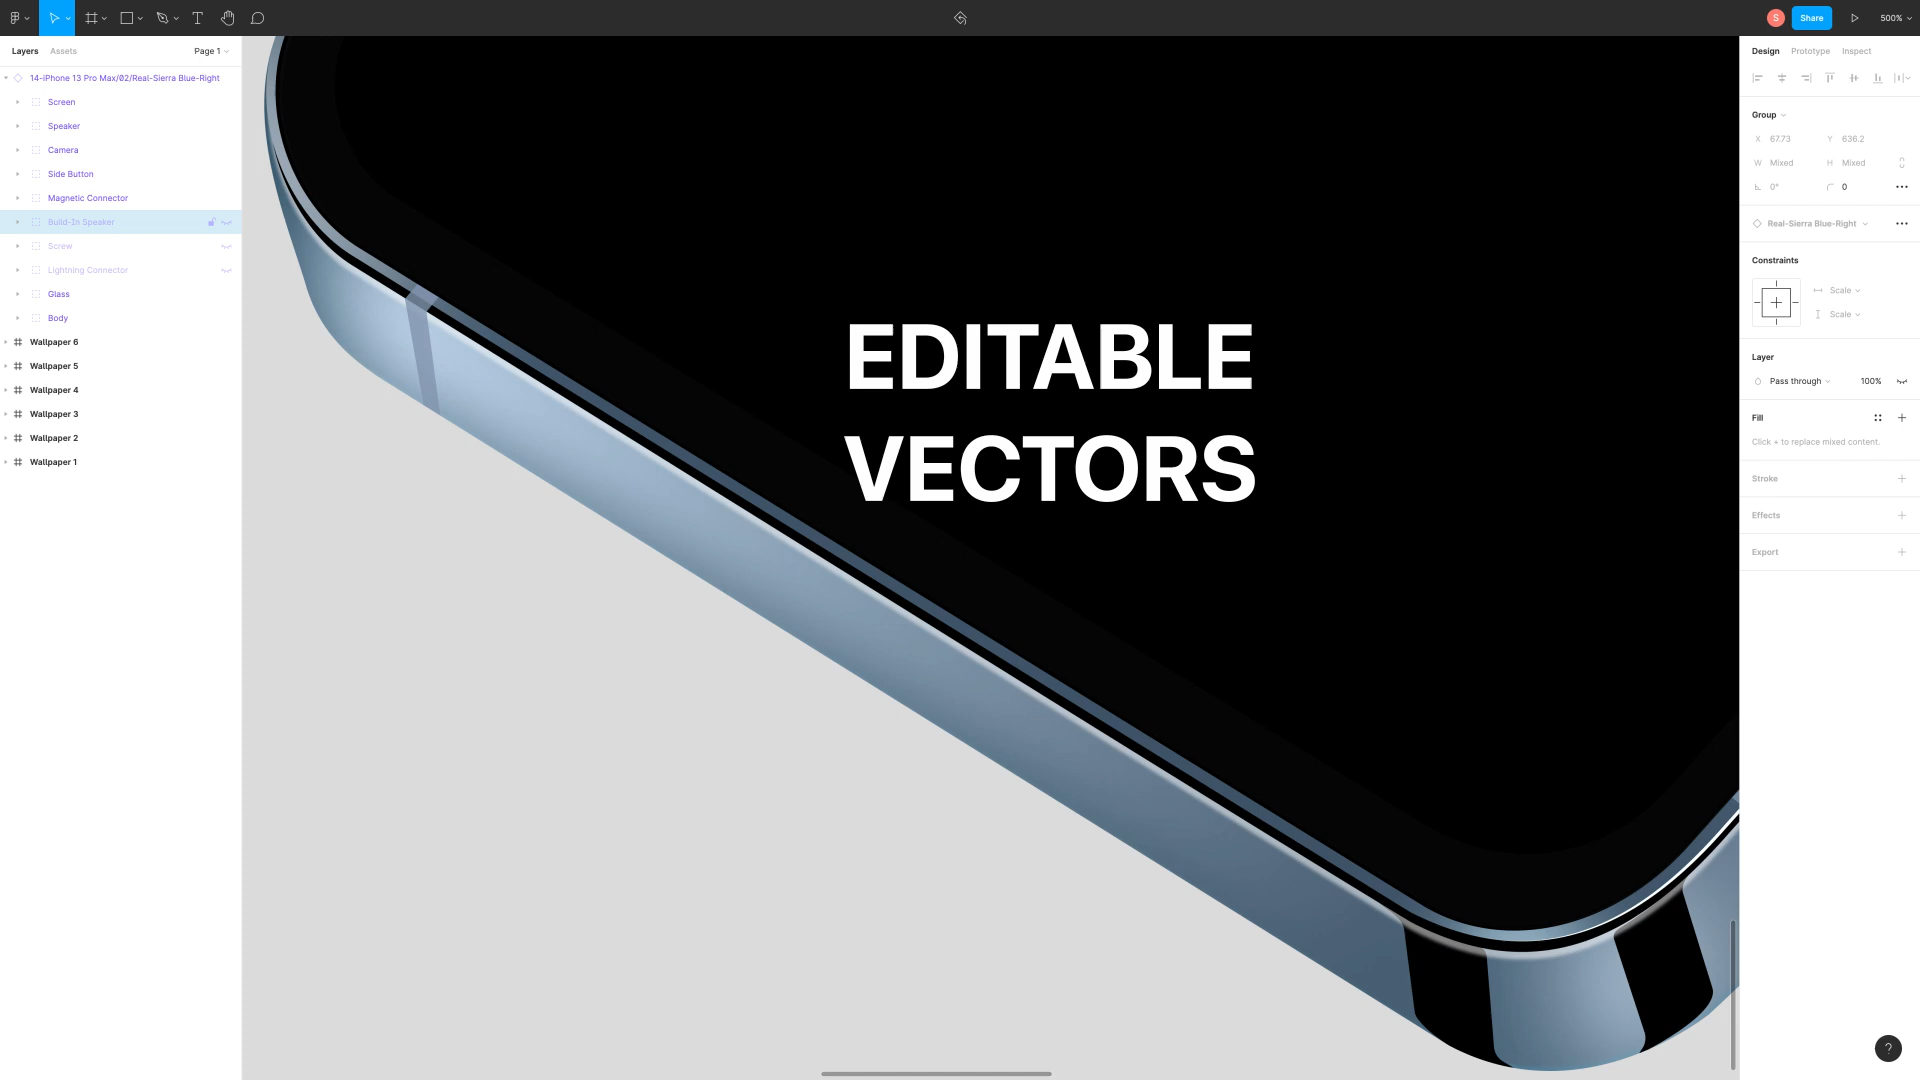 S
Share
500%
Layers
Assets
Page 1
14-iPhone 13 Pro Max/02/Real-Sierra Blue-Right
Screen
Speaker
Camera
Side Button
Magnetic Connector
Build-In Speaker
Screw
Lightning Connector
Glass
Body
Wallpaper 6
Wallpaper 5
Wallpaper 4
Wallpaper 3
Wallpaper 2
Wallpaper 1
EDITABLE
VECTORS
Design Prototype Inspect
Group
X 67.73 Y 636.2
W Mixed H Mixed
0° 0
Real-Sierra Blue-Right
Constraints
Scale
Scale
Layer
Pass through 100%
Fill
Click + to replace mixed content.
Stroke
Effects
Export
?